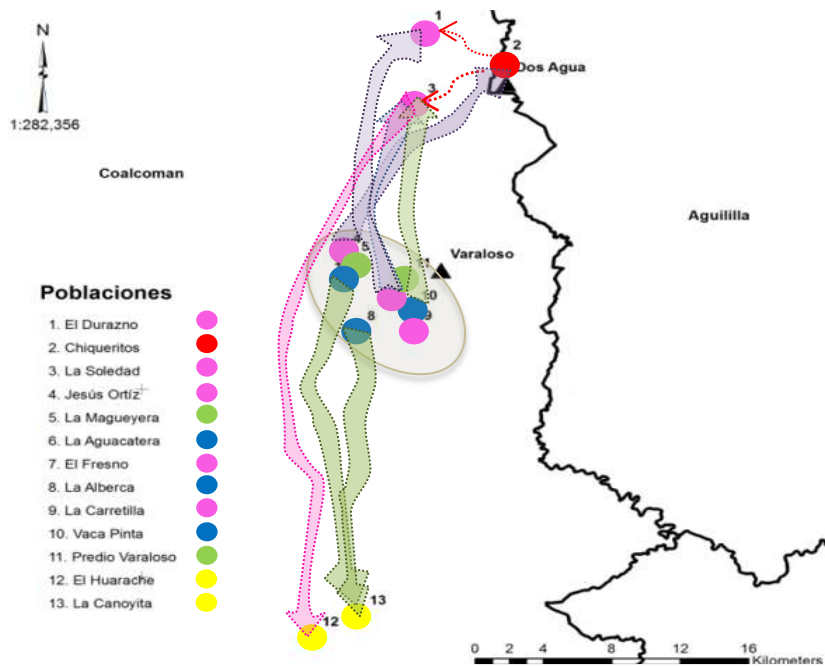 N
1:282,356
1
2
Dos Agua
3
Coalcoman
Aguililla
4
5
11
Varaloso
10
9
8
Poblaciones
1. El Durazno
2. Chiqueritos
3. La Soledad
4. Jesús Ortíz
5. La Magueyera
6. La Aguacatera
7. El Fresno
8. La Alberca
9. La Carretilla
10. Vaca Pinta
11. Predio Varaloso
12. El Huarache
13. La Canoyita
13
12
0 2 4 8 12 16
Kilometers